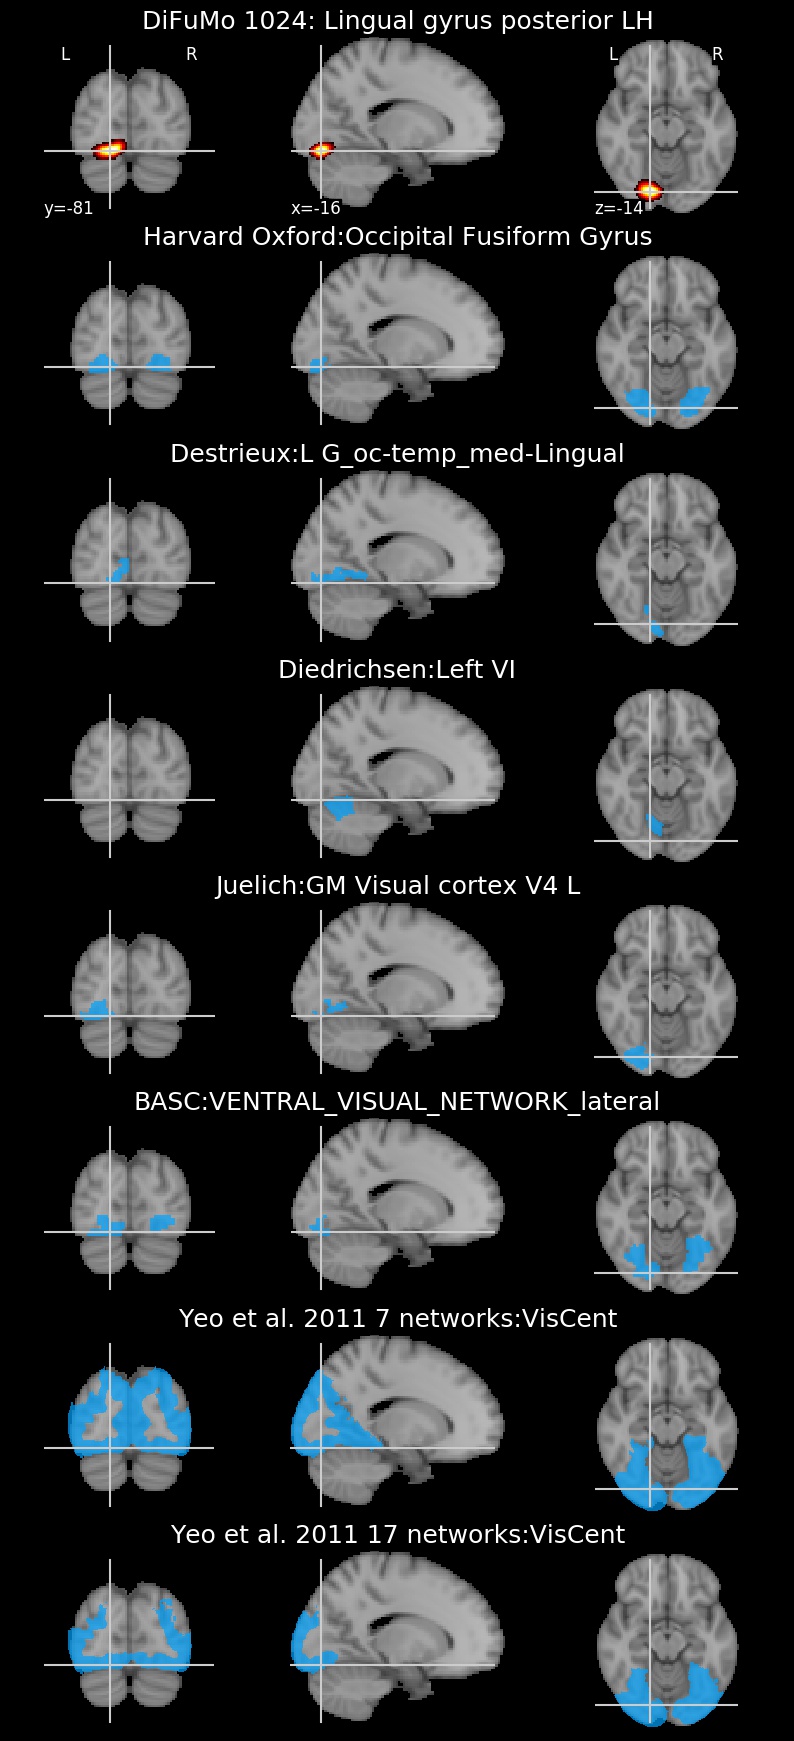 DiFuMo 1024: Lingual gyrus posterior LH
L R L R
y=-81 x=-16 z=-14
Harvard Oxford:Occipital Fusiform Gyrus
Destrieux:L G_oc-temp_med-Lingual
Diedrichsen:Left VI
Juelich:GM Visual cortex V4 L
BASC:VENTRAL_VISUAL_NETWORK_lateral
Yeo et al. 2011 7 networks:VisCent
Yeo et al. 2011 17 networks:VisCent